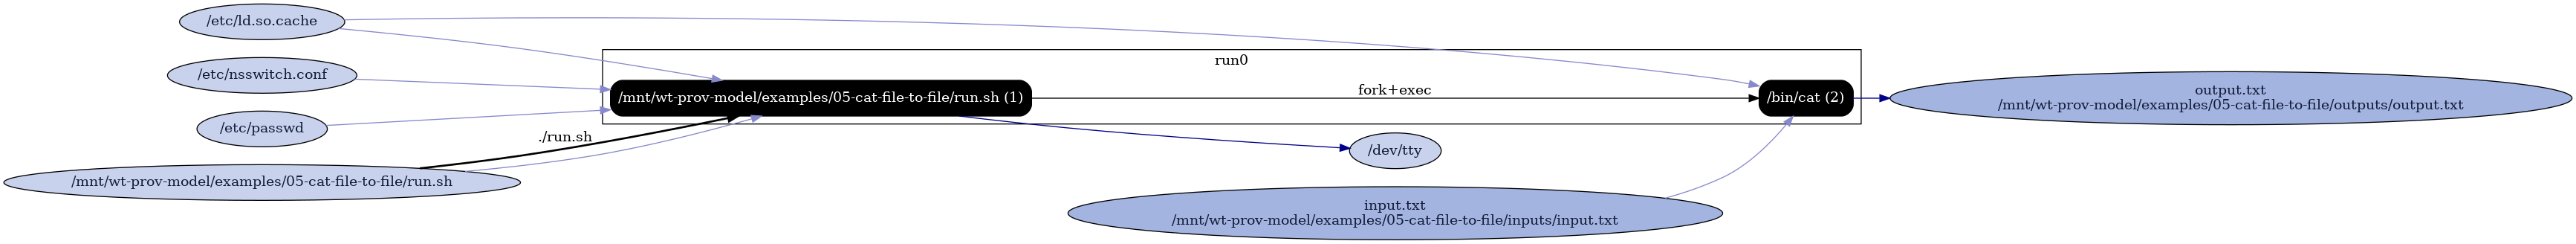 /etc/ld.so.cache
run0
/etc/nsswitch.conf
/mnt/wt-prov-model/examples/05-cat-file-to-file/run.sh (1)
fork+exec
/bin/cat (2)
output.txt
/mnt/wt-prov-model/examples/05-cat-file-to-file/outputs/output.txt
/etc/passwd
./run.sh
/dev/tty
/mnt/wt-prov-model/examples/05-cat-file-to-file/run.sh
input.txt
/mnt/wt-prov-model/examples/05-cat-file-to-file/inputs/input.txt